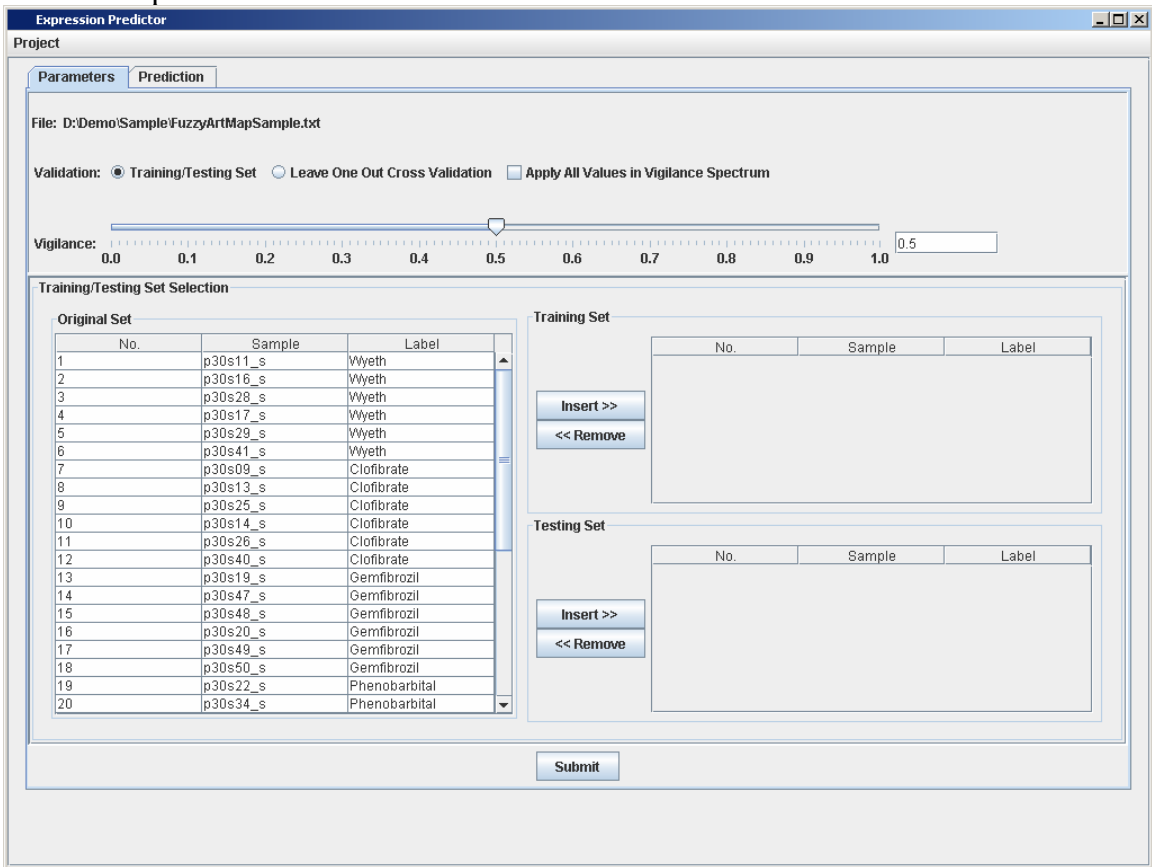 Expression Predictor
Project
Parameters Prediction
File: D:\Demo\Sample\FuzzyArtMapSample.txt
Validation: Training/Testing Set Leave One Out Cross Validation Apply All Values in Vigilance Spectrum
Vigilance: 0.5
0.0 0.1 0.2 0.3 0.4 0.5 0.6 0.7 0.8 0.9 1.0
Training/Testing Set Selection
Original Set
No. Sample Label
1 p30s11_s Wyeth
2 p30s16_s Wyeth
3 p30s28_s Wyeth
4 p30s17_s Wyeth
5 p30s29_s Wyeth
6 p30s41_s Wyeth
7 p30s09_s Clofibrate
8 p30s13_s Clofibrate
9 p30s25_s Clofibrate
10 p30s14_s Clofibrate
11 p30s26_s Clofibrate
12 p30s40_s Clofibrate
13 p30s19_s Gemfibrozil
14 p30s47_s Gemfibrozil
15 p30s48_s Gemfibrozil
16 p30s20_s Gemfibrozil
17 p30s49_s Gemfibrozil
18 p30s50_s Gemfibrozil
19 p30s22_s Phenobarbital
20 p30s34_s Phenobarbital
Training Set
No. Sample Label
Insert >>
<< Remove
Testing Set
No. Sample Label
Insert >>
<< Remove
Submit